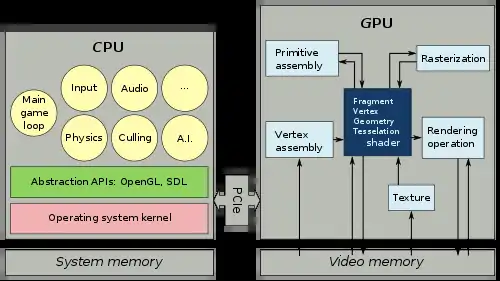 CPU
Input
Audio
...
Main
game
loop
Physics
Culling
A.I.
Abstraction APIs: OpenGL, SDL
Operating system kernel
System memory
PCIe
GPU
Primitive
assembly
Rasterization
Fragment
Vertex
Geometry
Tesselation
shader
Vertex
assembly
Rendering
operation
Texture
Video memory